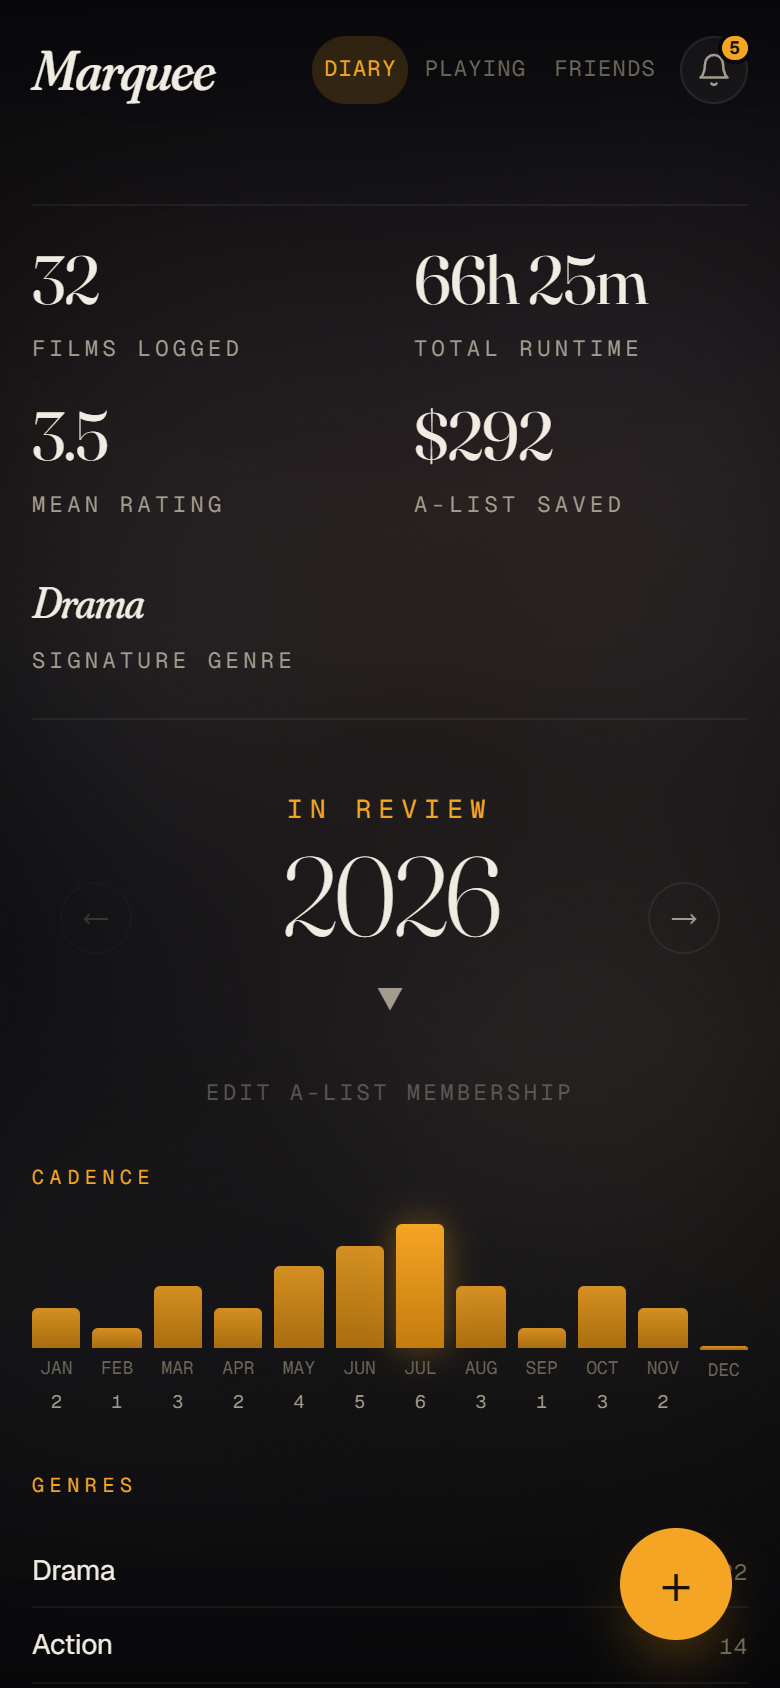 Marquee
DIARY PLAYING FRIENDS 5
32 66h 25m
FILMS LOGGED TOTAL RUNTIME
3.5 $292
MEAN RATING A-LIST SAVED
Drama
SIGNATURE GENRE
IN REVIEW
← 2026 →
▼
EDIT A-LIST MEMBERSHIP
CADENCE
JAN FEB MAR APR MAY JUN JUL AUG SEP OCT NOV DEC
2 1 3 2 4 5 6 3 1 3 2
GENRES
Drama
+
Action 14